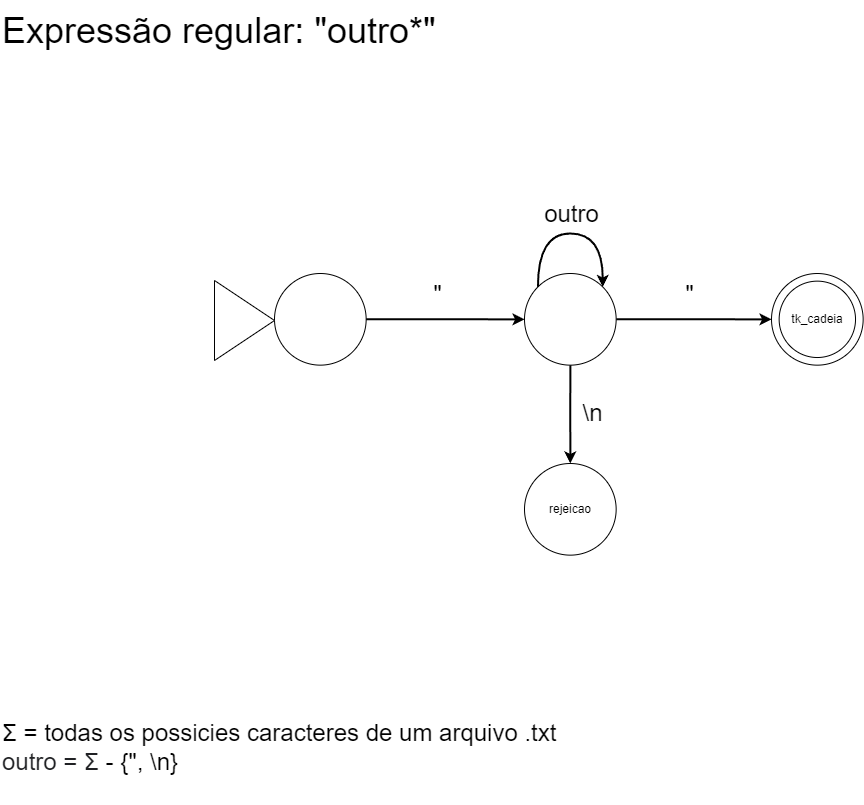 Expressão regular: "outro*"
outro
" "
\n
tk_cadeia
rejeicao
Σ = todas os possicies caracteres de um arquivo .txt
outro = Σ - {", \n}